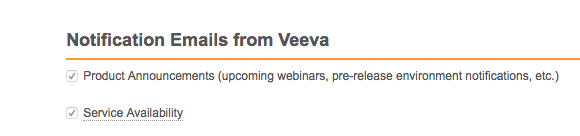 Notification Emails from Veeva
Product Announcements (upcoming webinars, pre-release environment notifications, etc.)
Service Availability